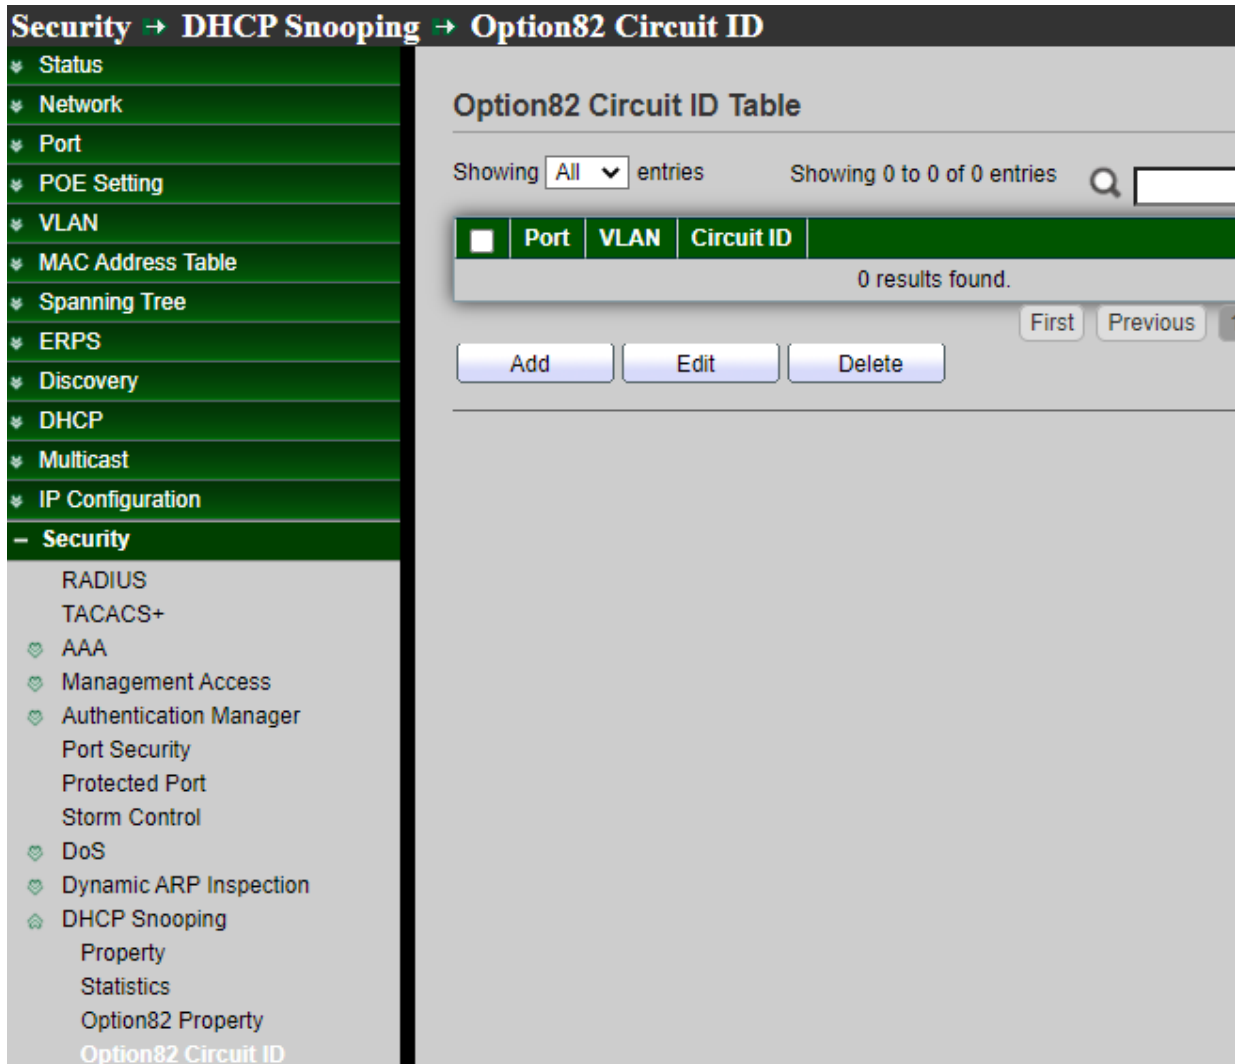 Security → DHCP Snooping → Option82 Circuit ID
Status
Network
Port
POE Setting
VLAN
MAC Address Table
Spanning Tree
ERPS
Discovery
DHCP
Multicast
IP Configuration
Security
RADIUS
TACACS+
AAA
Management Access
Authentication Manager
Port Security
Protected Port
Storm Control
DoS
Dynamic ARP Inspection
DHCP Snooping
Property
Statistics
Option82 Property
Option82 Circuit ID
Option82 Circuit ID Table
Showing All entries Showing 0 to 0 of 0 entries
Port VLAN Circuit ID
0 results found.
First Previous
Add Edit Delete